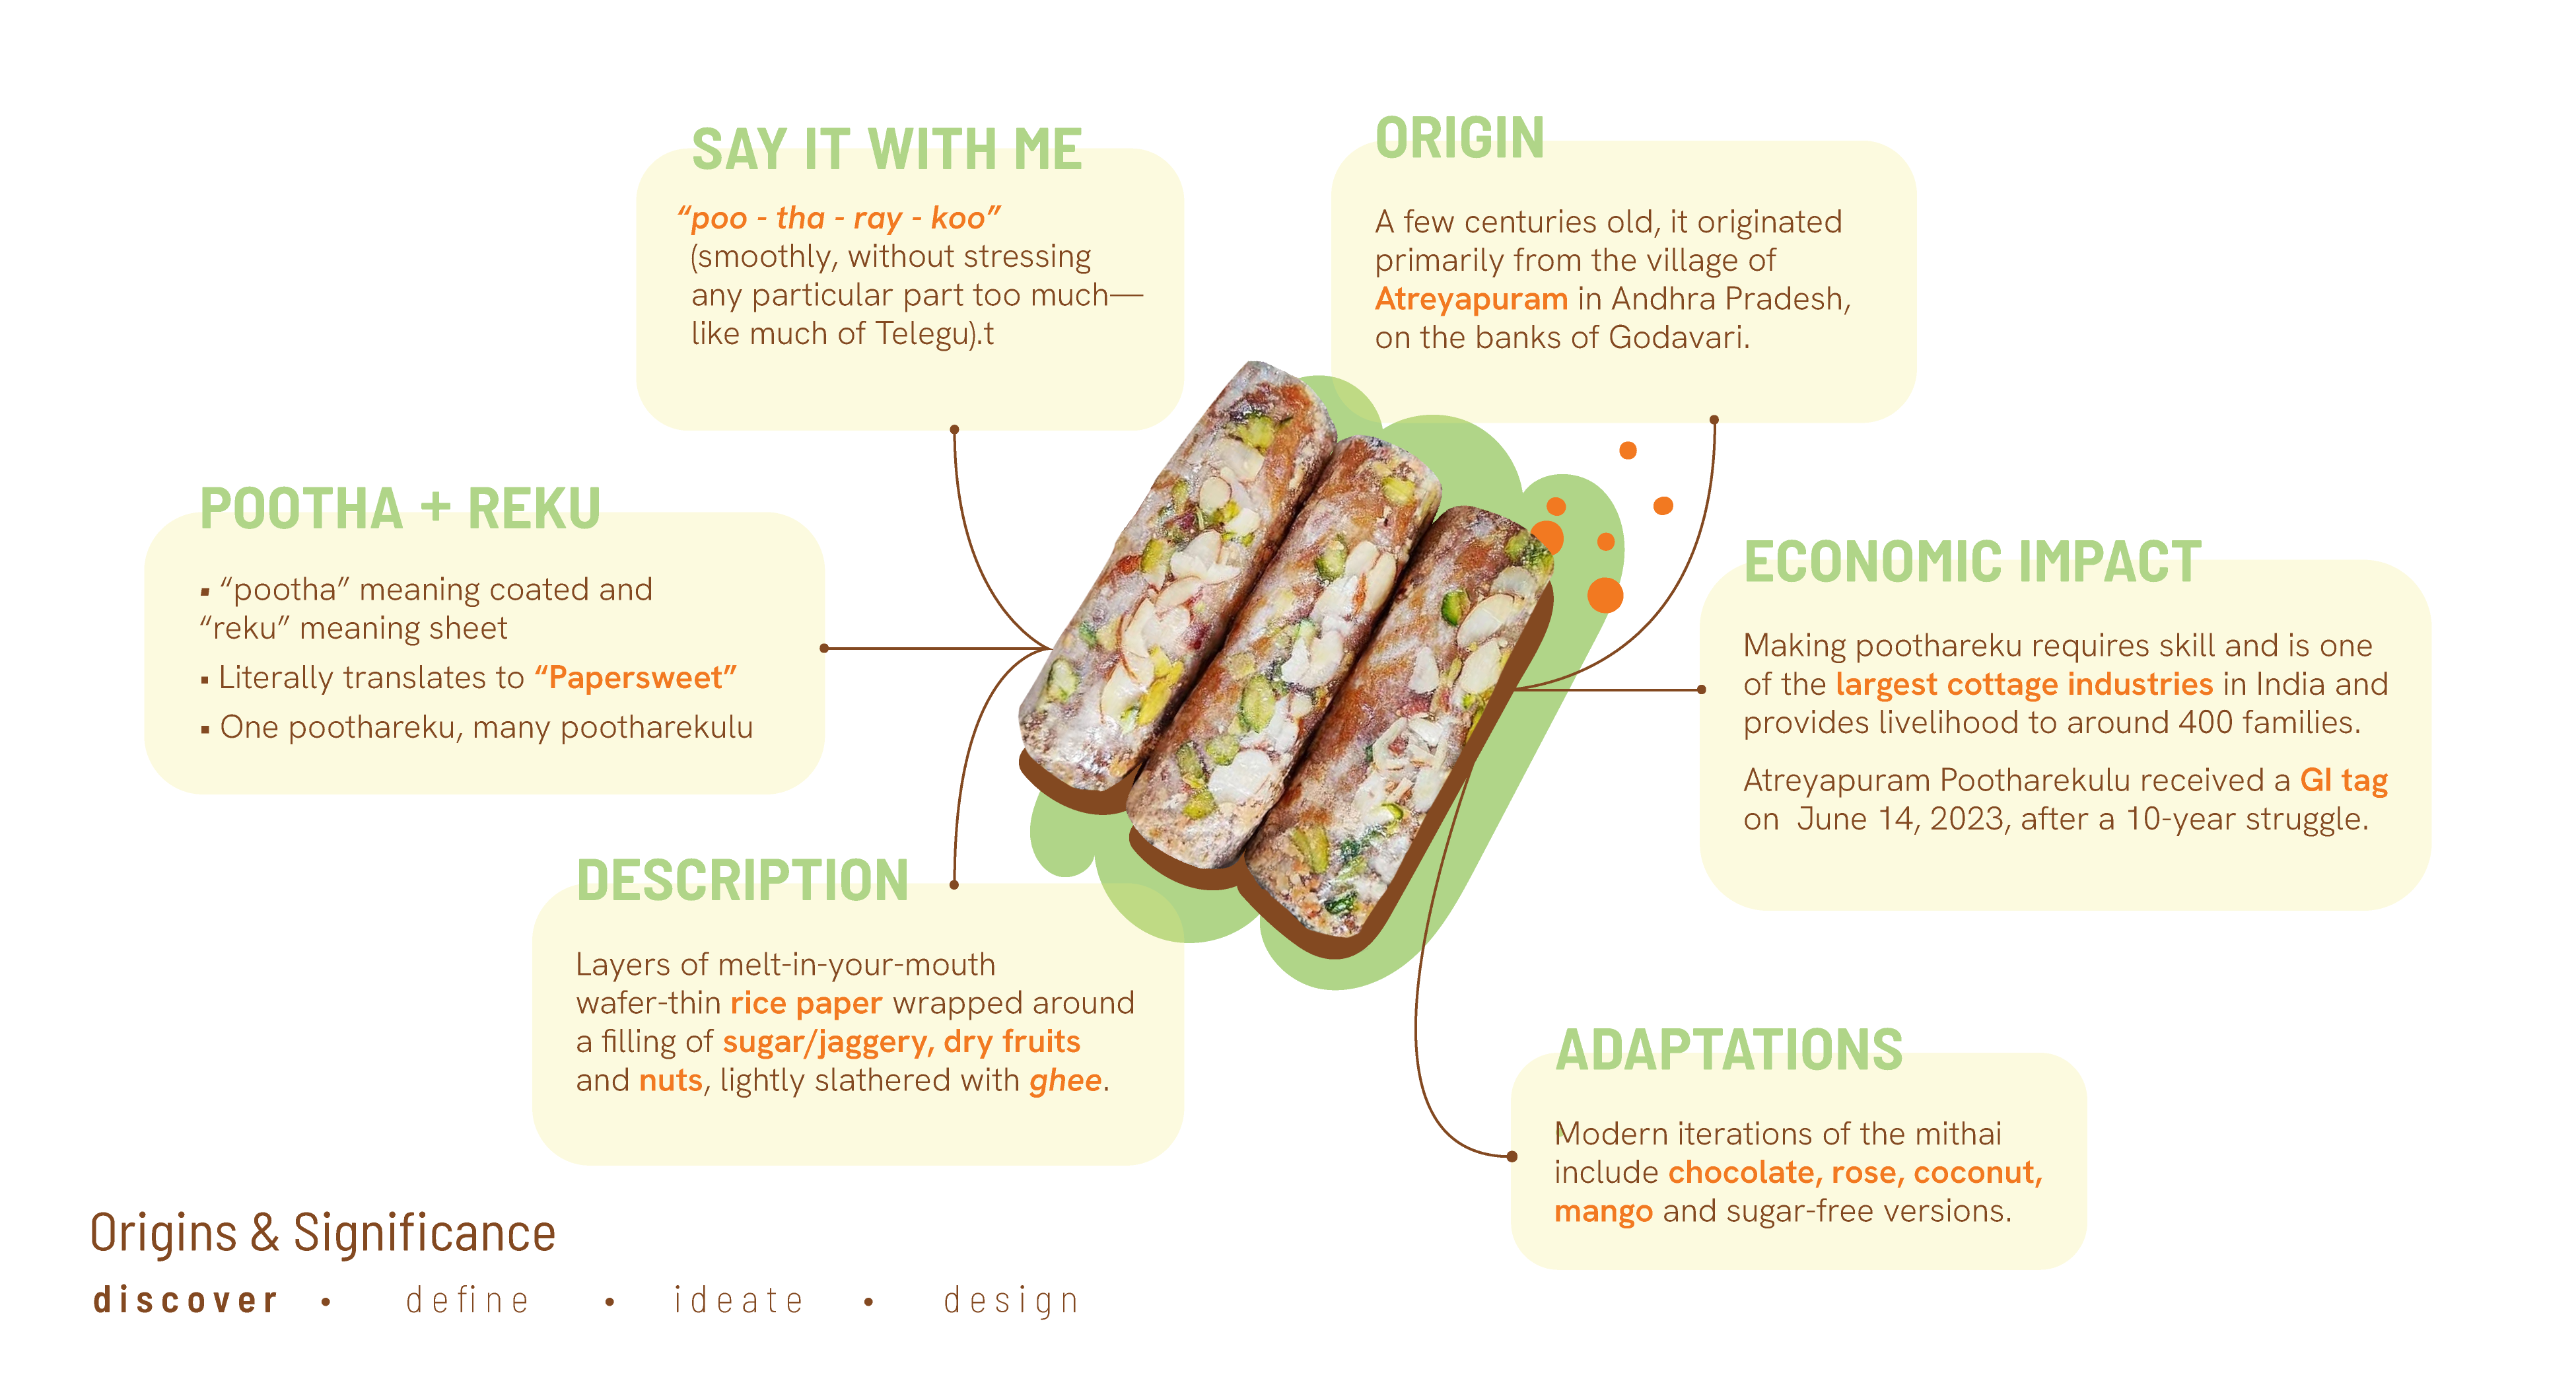 SAY IT WITH ME
“poo - tha - ray - koo”
(smoothly, without stressing
any particular part too much—
like much of Telegu).t
ORIGIN
A few centuries old, it originated
primarily from the village of
Atreyapuram in Andhra Pradesh,
on the banks of Godavari.
POOTHA + REKU
▪ “pootha” meaning coated and
“reku” meaning sheet
▪ Literally translates to “Papersweet”
▪ One poothareku, many pootharekulu
ECONOMIC IMPACT
Making poothareku requires skill and is one
of the largest cottage industries in India and
provides livelihood to around 400 families.
Atreyapuram Pootharekulu received a GI tag
on June 14, 2023, after a 10-year struggle.
DESCRIPTION
Layers of melt-in-your-mouth
wafer-thin rice paper wrapped around
a filling of sugar/jaggery, dry fruits
and nuts, lightly slathered with ghee.
ADAPTATIONS
Modern iterations of the mithai
include chocolate, rose, coconut,
mango and sugar-free versions.
Origins & Significance
discover • define • ideate • design